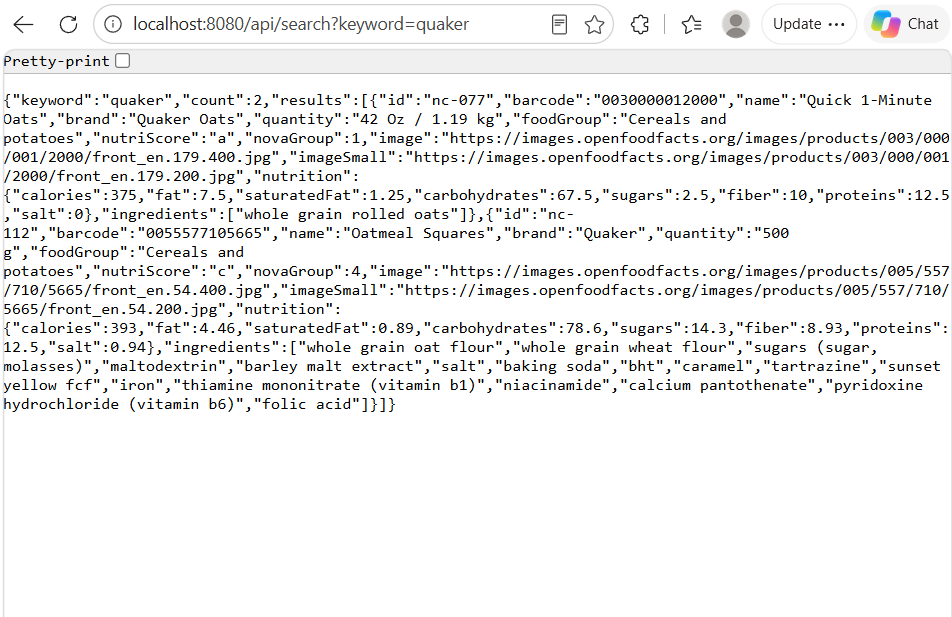 localhost:8080/api/search?keyword=quaker
Update
Chat
Pretty-print
{"keyword":"quaker","count":2,"results":[{"id":"nc-077","barcode":"0030000012000","name":"Quick 1-Minute
Oats","brand":"Quaker Oats","quantity":"42 Oz / 1.19 kg","foodGroup":"Cereals and
potatoes","nutriScore":"a","novaGroup":1,"image":"https://images.openfoodfacts.org/images/products/003/000
/001/2000/front_en.179.400.jpg","imageSmall":"https://images.openfoodfacts.org/images/products/003/000/001
/2000/front_en.179.200.jpg","nutrition":
{"calories":375,"fat":7.5,"saturatedFat":1.25,"carbohydrates":67.5,"sugars":2.5,"fiber":10,"proteins":12.5
,"salt":0},"ingredients":["whole grain rolled oats"]},{"id":"nc-
112","barcode":"0055577105665","name":"Oatmeal Squares","brand":"Quaker","quantity":"500
g","foodGroup":"Cereals and
potatoes","nutriScore":"c","novaGroup":4,"image":"https://images.openfoodfacts.org/images/products/005/557
/710/5665/front_en.54.400.jpg","imageSmall":"https://images.openfoodfacts.org/images/products/005/557/710/
5665/front_en.54.200.jpg","nutrition":
{"calories":393,"fat":4.46,"saturatedFat":0.89,"carbohydrates":78.6,"sugars":14.3,"fiber":8.93,"proteins":
12.5,"salt":0.94},"ingredients":["whole grain oat flour","whole grain wheat flour","sugars (sugar,
molasses)","maltodextrin","barley malt extract","salt","baking soda","bht","caramel","tartrazine","sunset
yellow fcf","iron","thiamine mononitrate (vitamin b1)","niacinamide","calcium pantothenate","pyridoxine
hydrochloride (vitamin b6)","folic acid"]}]}